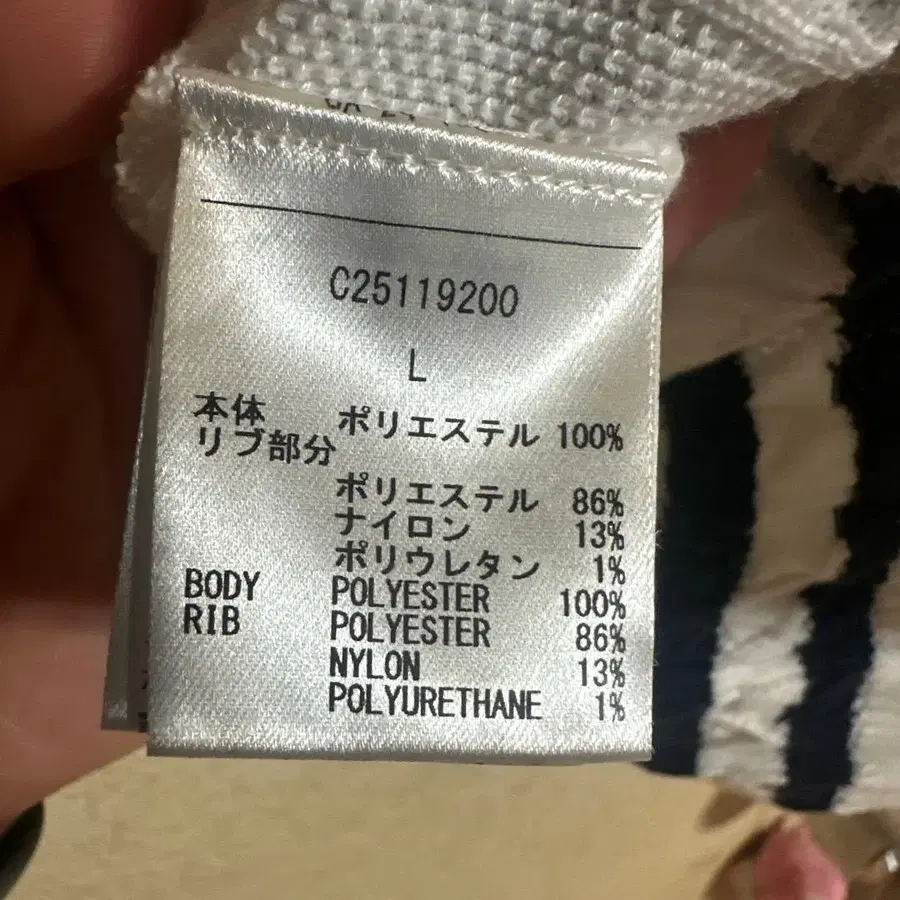 C25119200
L
本体 ポリエステル 100%
リブ部分
ポリエステル 86%
ナイロン 13%
ポリウレタン 1%
BODY POLYESTER 100%
RIB POLYESTER 86%
NYLON 13%
POLYURETHANE 1%